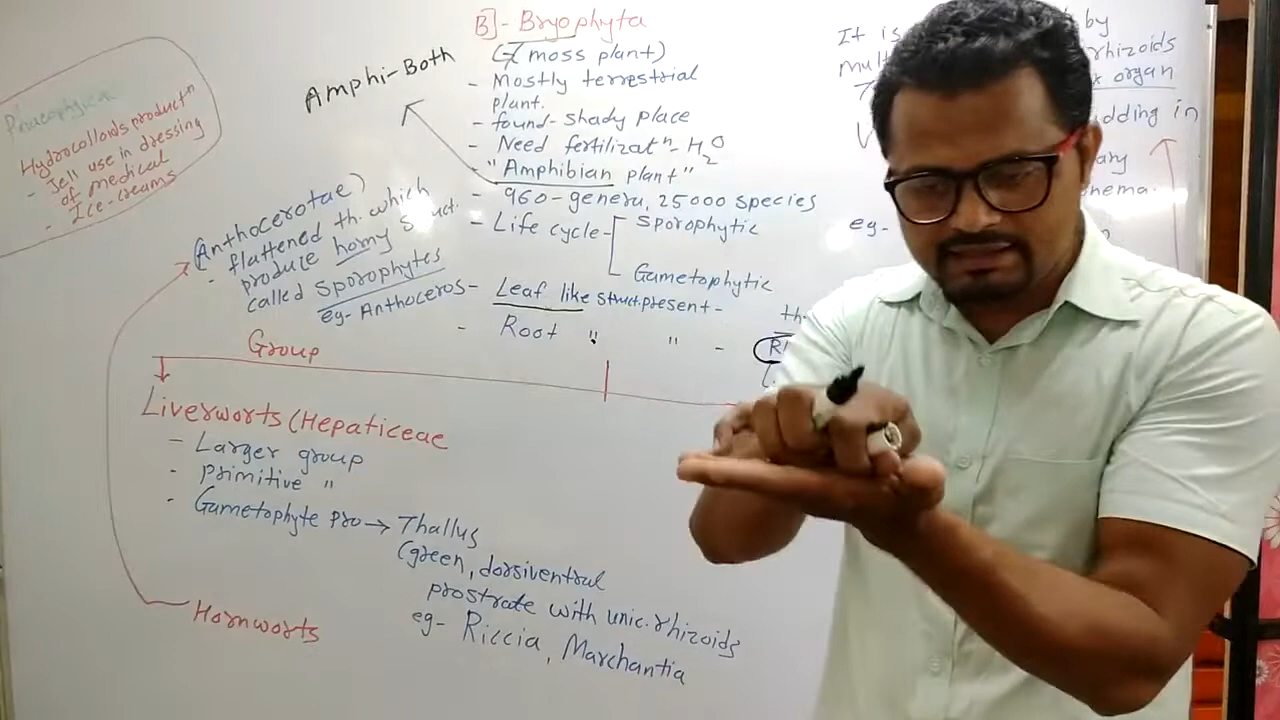 B]- Bryophyta
(-(moss plant)
- Mostly terrestrial
plant.
- found- shady place
- Need fertilizatⁿ- H₂O
- "Amphibian plant"
- 960- genera, 25000 species
- Life cycle- Sporophytic
Gametophytic
- Leaf like struct. present -
- Root " " -
Amphi-Both
Phaeophyceae
Hydrocolloids productⁿ
- Jell use in dressing
of medical
- Ice-creams
(Anthocerotae)
- flattened th. which
produce horny struct.
called Sporophytes
eg- Anthoceros
Group
Liverworts (Hepaticeae
- Larger group
- Primitive "
- Gametophyte pro → Thallus
(green, dorsiventral
prostrate with unic. rhizoids
eg- Riccia, Marchantia
Hornworts
It is by
rhizoids
organ
budding in
eg-
th.